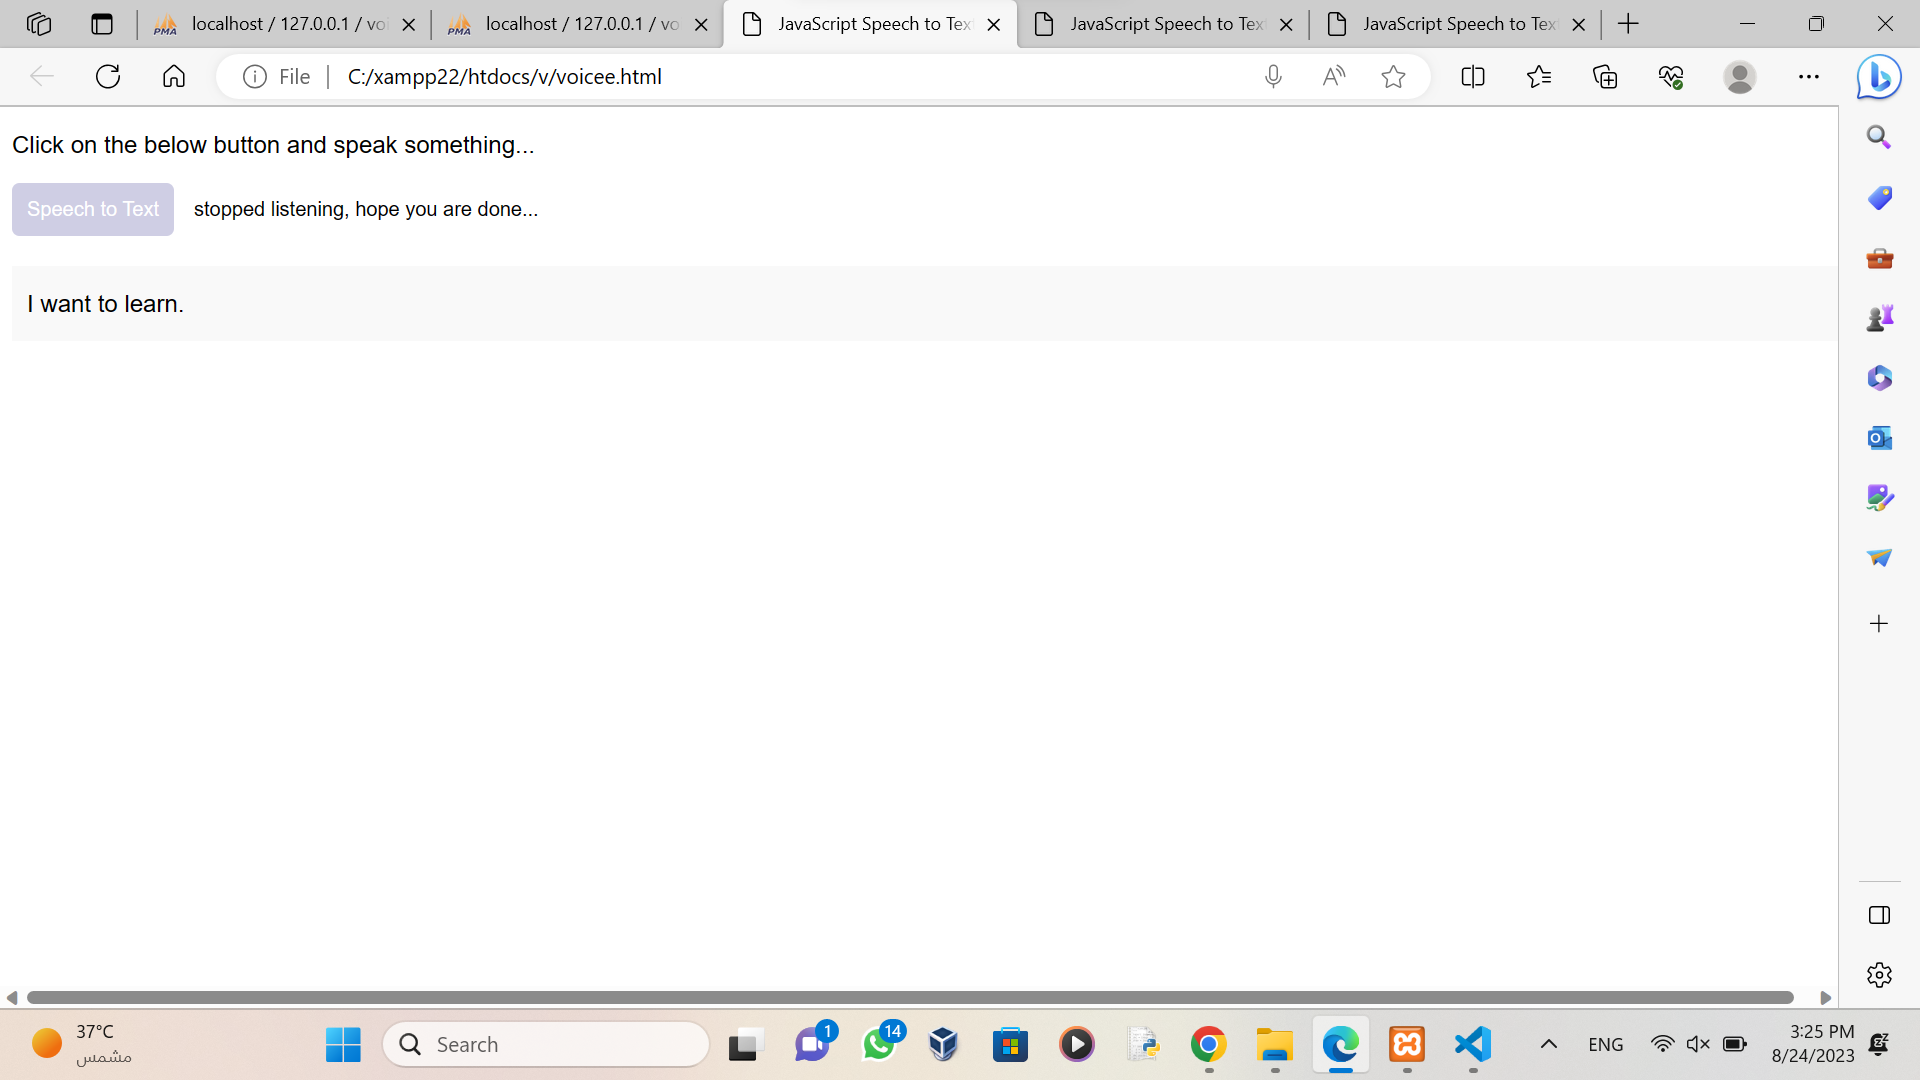 localhost / 127.0.0.1 / voi
localhost / 127.0.0.1 / vo
JavaScript Speech to Tex
JavaScript Speech to Tex
JavaScript Speech to Tex
File
C:/xampp22/htdocs/v/voicee.html
Click on the below button and speak something...
Speech to Text
stopped listening, hope you are done...
I want to learn.
37°C
مشمس
Search
1
14
ENG
3:25 PM
8/24/2023